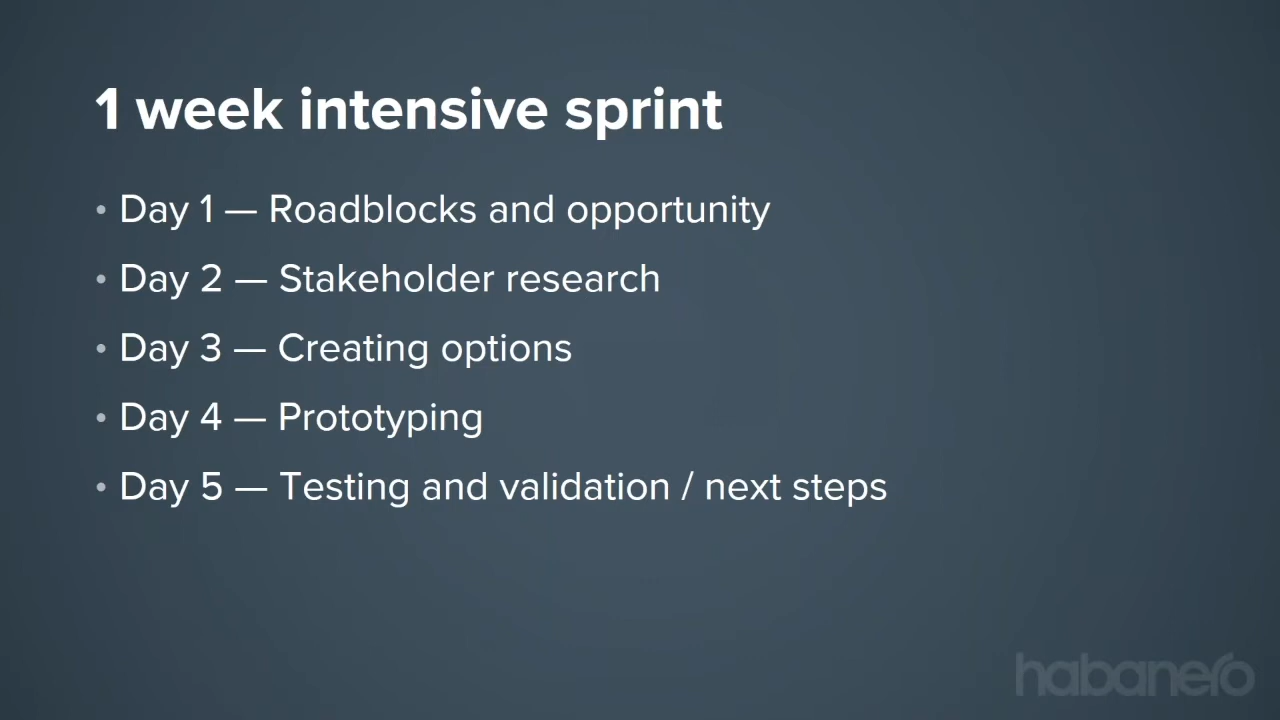 1 week intensive sprint
• Day 1 — Roadblocks and opportunity
• Day 2 — Stakeholder research
• Day 3 — Creating options
• Day 4 — Prototyping
• Day 5 — Testing and validation / next steps
habanero